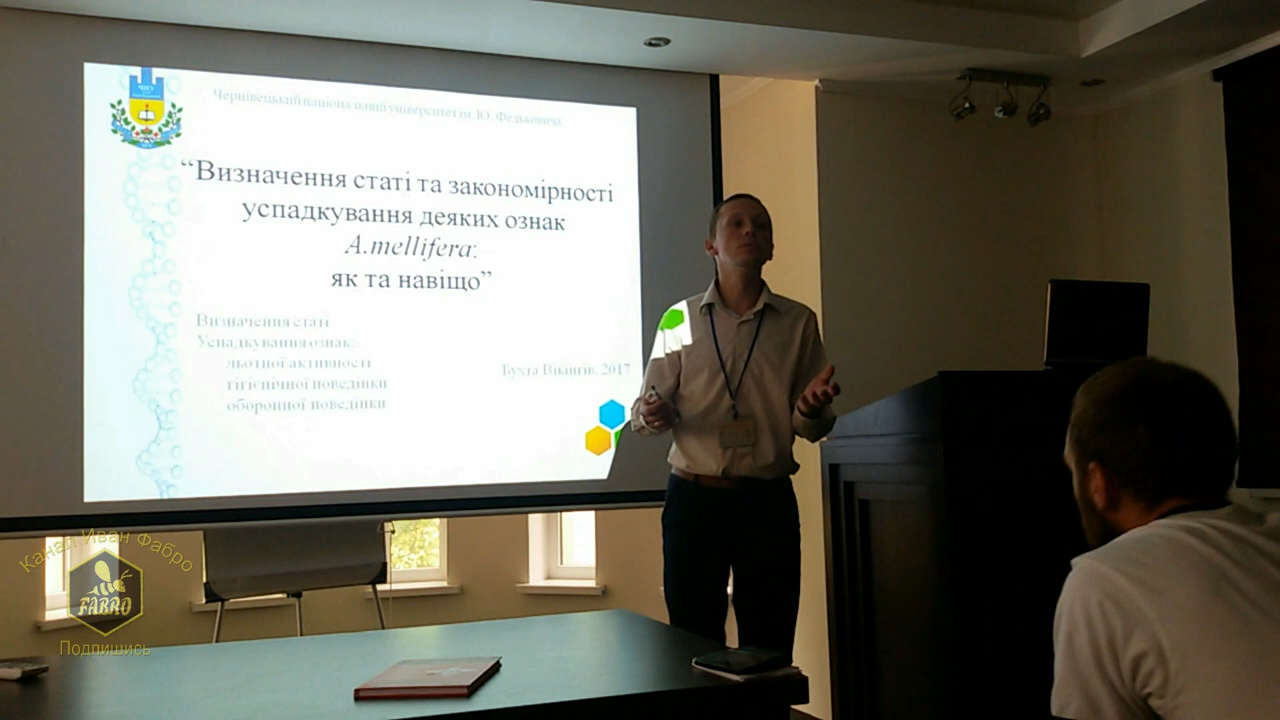 Чернівецький національний університет ім. Ю. Федьковича
“Визначення статі та закономірності
успадкування деяких ознак
A.mellifera:
як та навіщо”
Визначення статі
Успадкування ознак:
льотної активності
гігієнічної поведінки
оборонної поведінки
Бухта Вікінгів, 2017
Канал Иван Фабро
FABRO
Подпишись